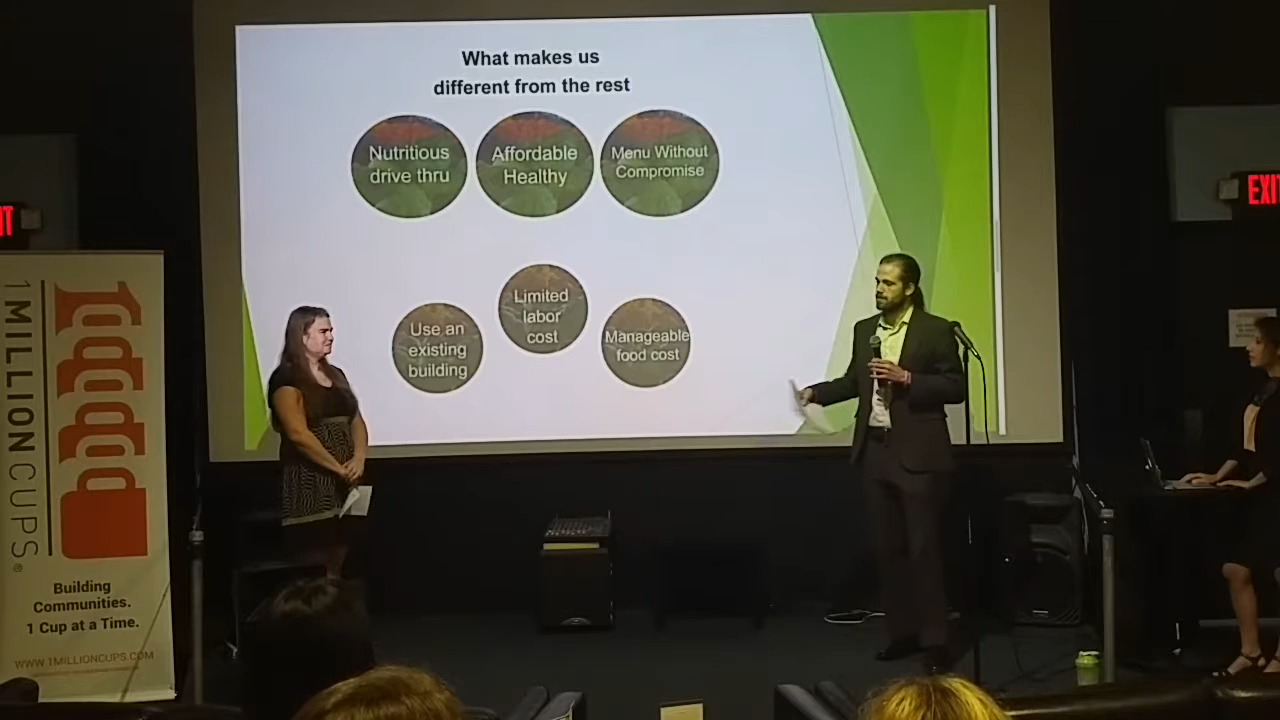 What makes us
different from the rest
Nutritious
drive thru
Affordable
Healthy
Menu Without
Compromise
Limited
labor
cost
Use an
existing
building
Manageable
food cost
EXIT
1 MILLION CUPS®
Building
Communities.
1 Cup at a Time.
WWW.1MILLIONCUPS.COM